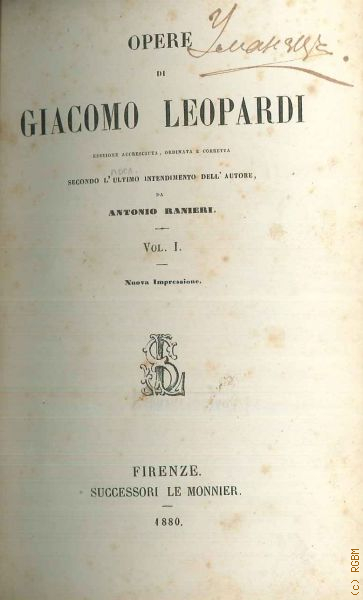 OPERE
DI
GIACOMO LEOPARDI
EDIZIONE ACCRESCIUTA, ORDINATA E CORRETTA
SECONDO L'ULTIMO INTENDIMENTO DELL'AUTORE,
DA
ANTONIO RANIERI.
VOL. I.
Nuova Impressione.
FIRENZE.
SUCCESSORI LE MONNIER.
1880.
(c) RGBM